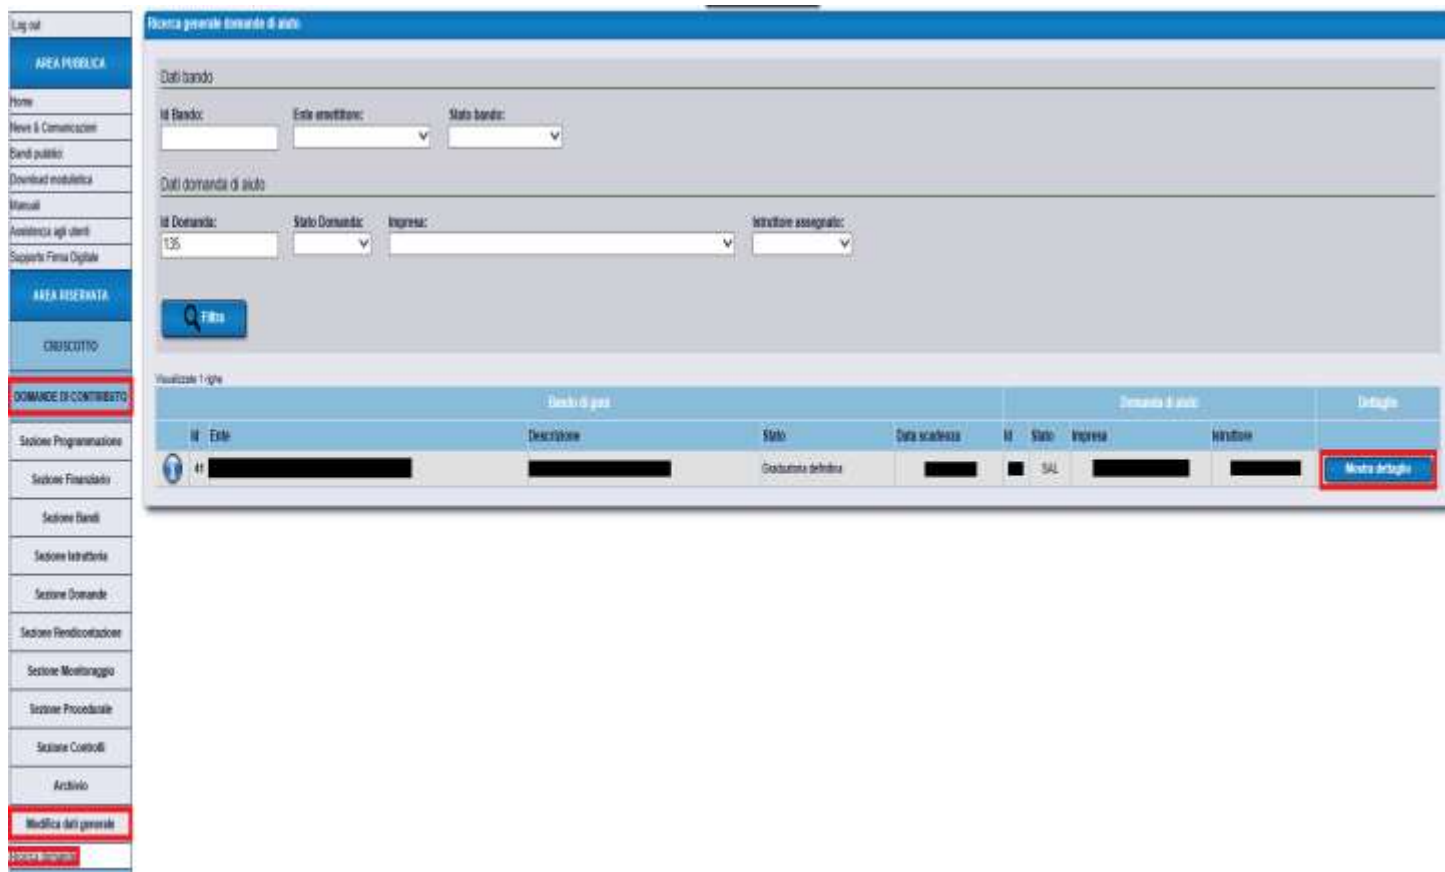 Log out
AREA PUBBLICA
Home
News & Comunicazioni
Bandi pubblici
Download modulistica
Manuali
Assistenza agli utenti
Supporto Firma Digitale
AREA RISERVATA
CRUSCOTTO
DOMANDE DI CONTRIBUTO
Sezione Programmazione
Sezione Finanziario
Sezione Bandi
Sezione Istruttoria
Sezione Domande
Sezione Rendicontazione
Sezione Monitoraggio
Sezione Procedurale
Sezione Controlli
Archivio
Modifica dati generale
Ricerca domande
Ricerca generale domande di aiuto
Dati bando
Id Bando: Ente emettitore: Stato bando:
Dati domanda di aiuto
Id Domanda: Stato Domanda: Impresa: Istruttore assegnato:
135
Filtra
Visualizzate 1 righe
Bando di gara Domanda di aiuto Dettaglio
Id Ente Descrizione Stato Data scadenza Id Stato Impresa Istruttore
41 Graduatoria definitiva SAL Mostra dettaglio